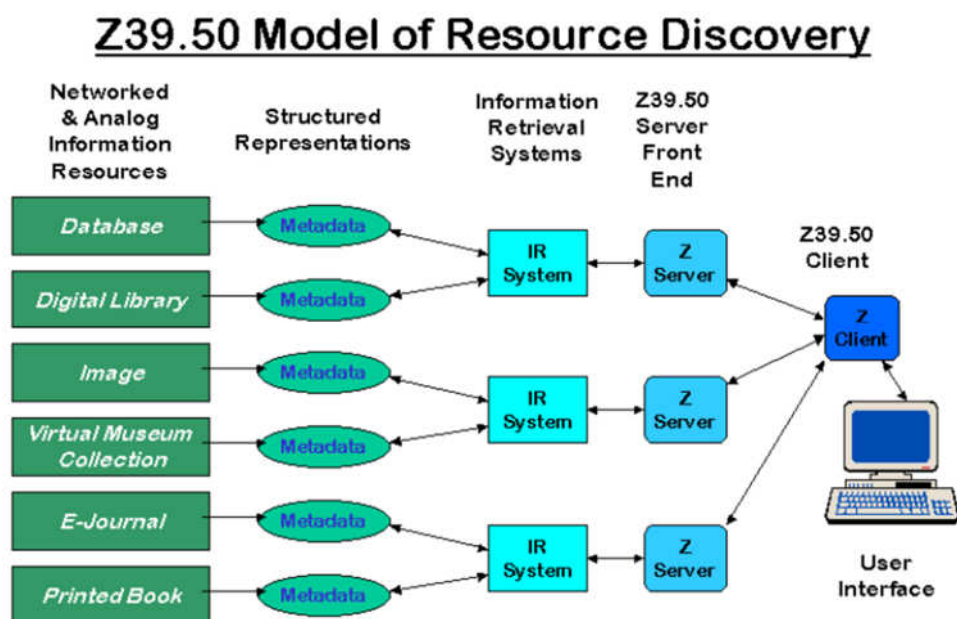 Z39.50 Model of Resource Discovery
Networked
& Analog
Information
Resources
Structured
Representations
Information
Retrieval
Systems
Z39.50
Server
Front
End
Z39.50
Client
Database
Metadata
Digital Library
Metadata
IR
System
Z
Server
Image
Metadata
Virtual Museum
Collection
Metadata
IR
System
Z
Server
E-Journal
Metadata
Printed Book
Metadata
IR
System
Z
Server
Z
Client
User
Interface